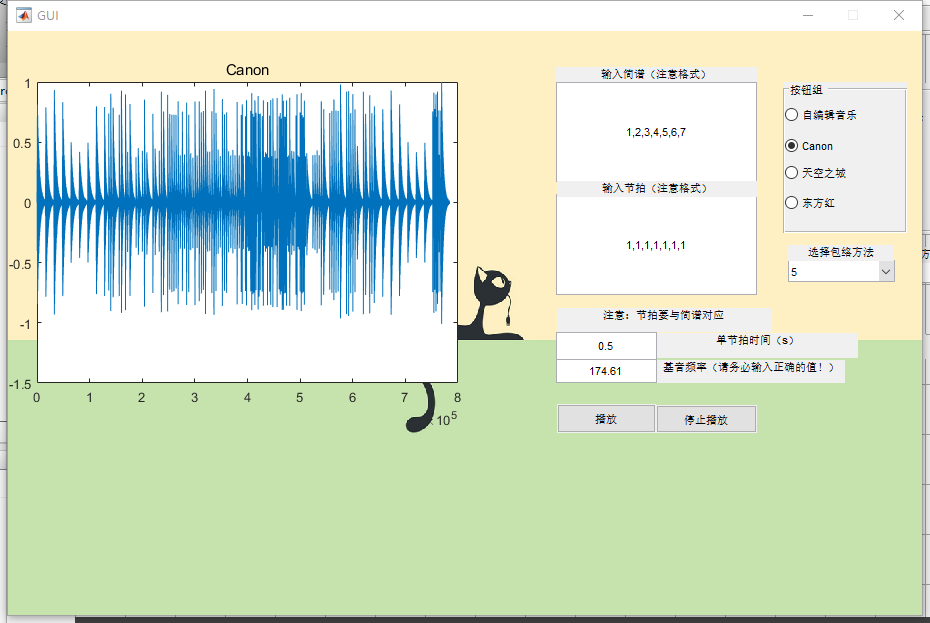 GUI
Canon
1
0.5
0
-0.5
-1
-1.5
0 1 2 3 4 5 6 7 8
× 10^5
输入简谱（注意格式）
1,2,3,4,5,6,7
输入节拍（注意格式）
1,1,1,1,1,1,1
注意：节拍要与简谱对应
0.5 单节拍时间（s）
174.61 基音频率（请务必输入正确的值！）
播放 停止播放
按钮组
自编辑音乐
Canon
天空之城
东方红
选择包络方法
5